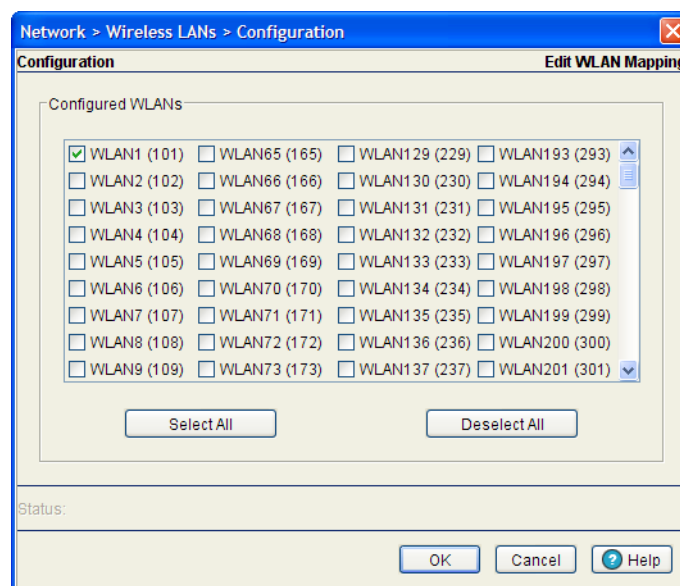 Network > Wireless LANs > Configuration
Configuration Edit WLAN Mapping
Configured WLANs
WLAN1 (101) WLAN65 (165) WLAN129 (229) WLAN193 (293)
WLAN2 (102) WLAN66 (166) WLAN130 (230) WLAN194 (294)
WLAN3 (103) WLAN67 (167) WLAN131 (231) WLAN195 (295)
WLAN4 (104) WLAN68 (168) WLAN132 (232) WLAN196 (296)
WLAN5 (105) WLAN69 (169) WLAN133 (233) WLAN197 (297)
WLAN6 (106) WLAN70 (170) WLAN134 (234) WLAN198 (298)
WLAN7 (107) WLAN71 (171) WLAN135 (235) WLAN199 (299)
WLAN8 (108) WLAN72 (172) WLAN136 (236) WLAN200 (300)
WLAN9 (109) WLAN73 (173) WLAN137 (237) WLAN201 (301)
Select All Deselect All
Status:
OK Cancel ? Help